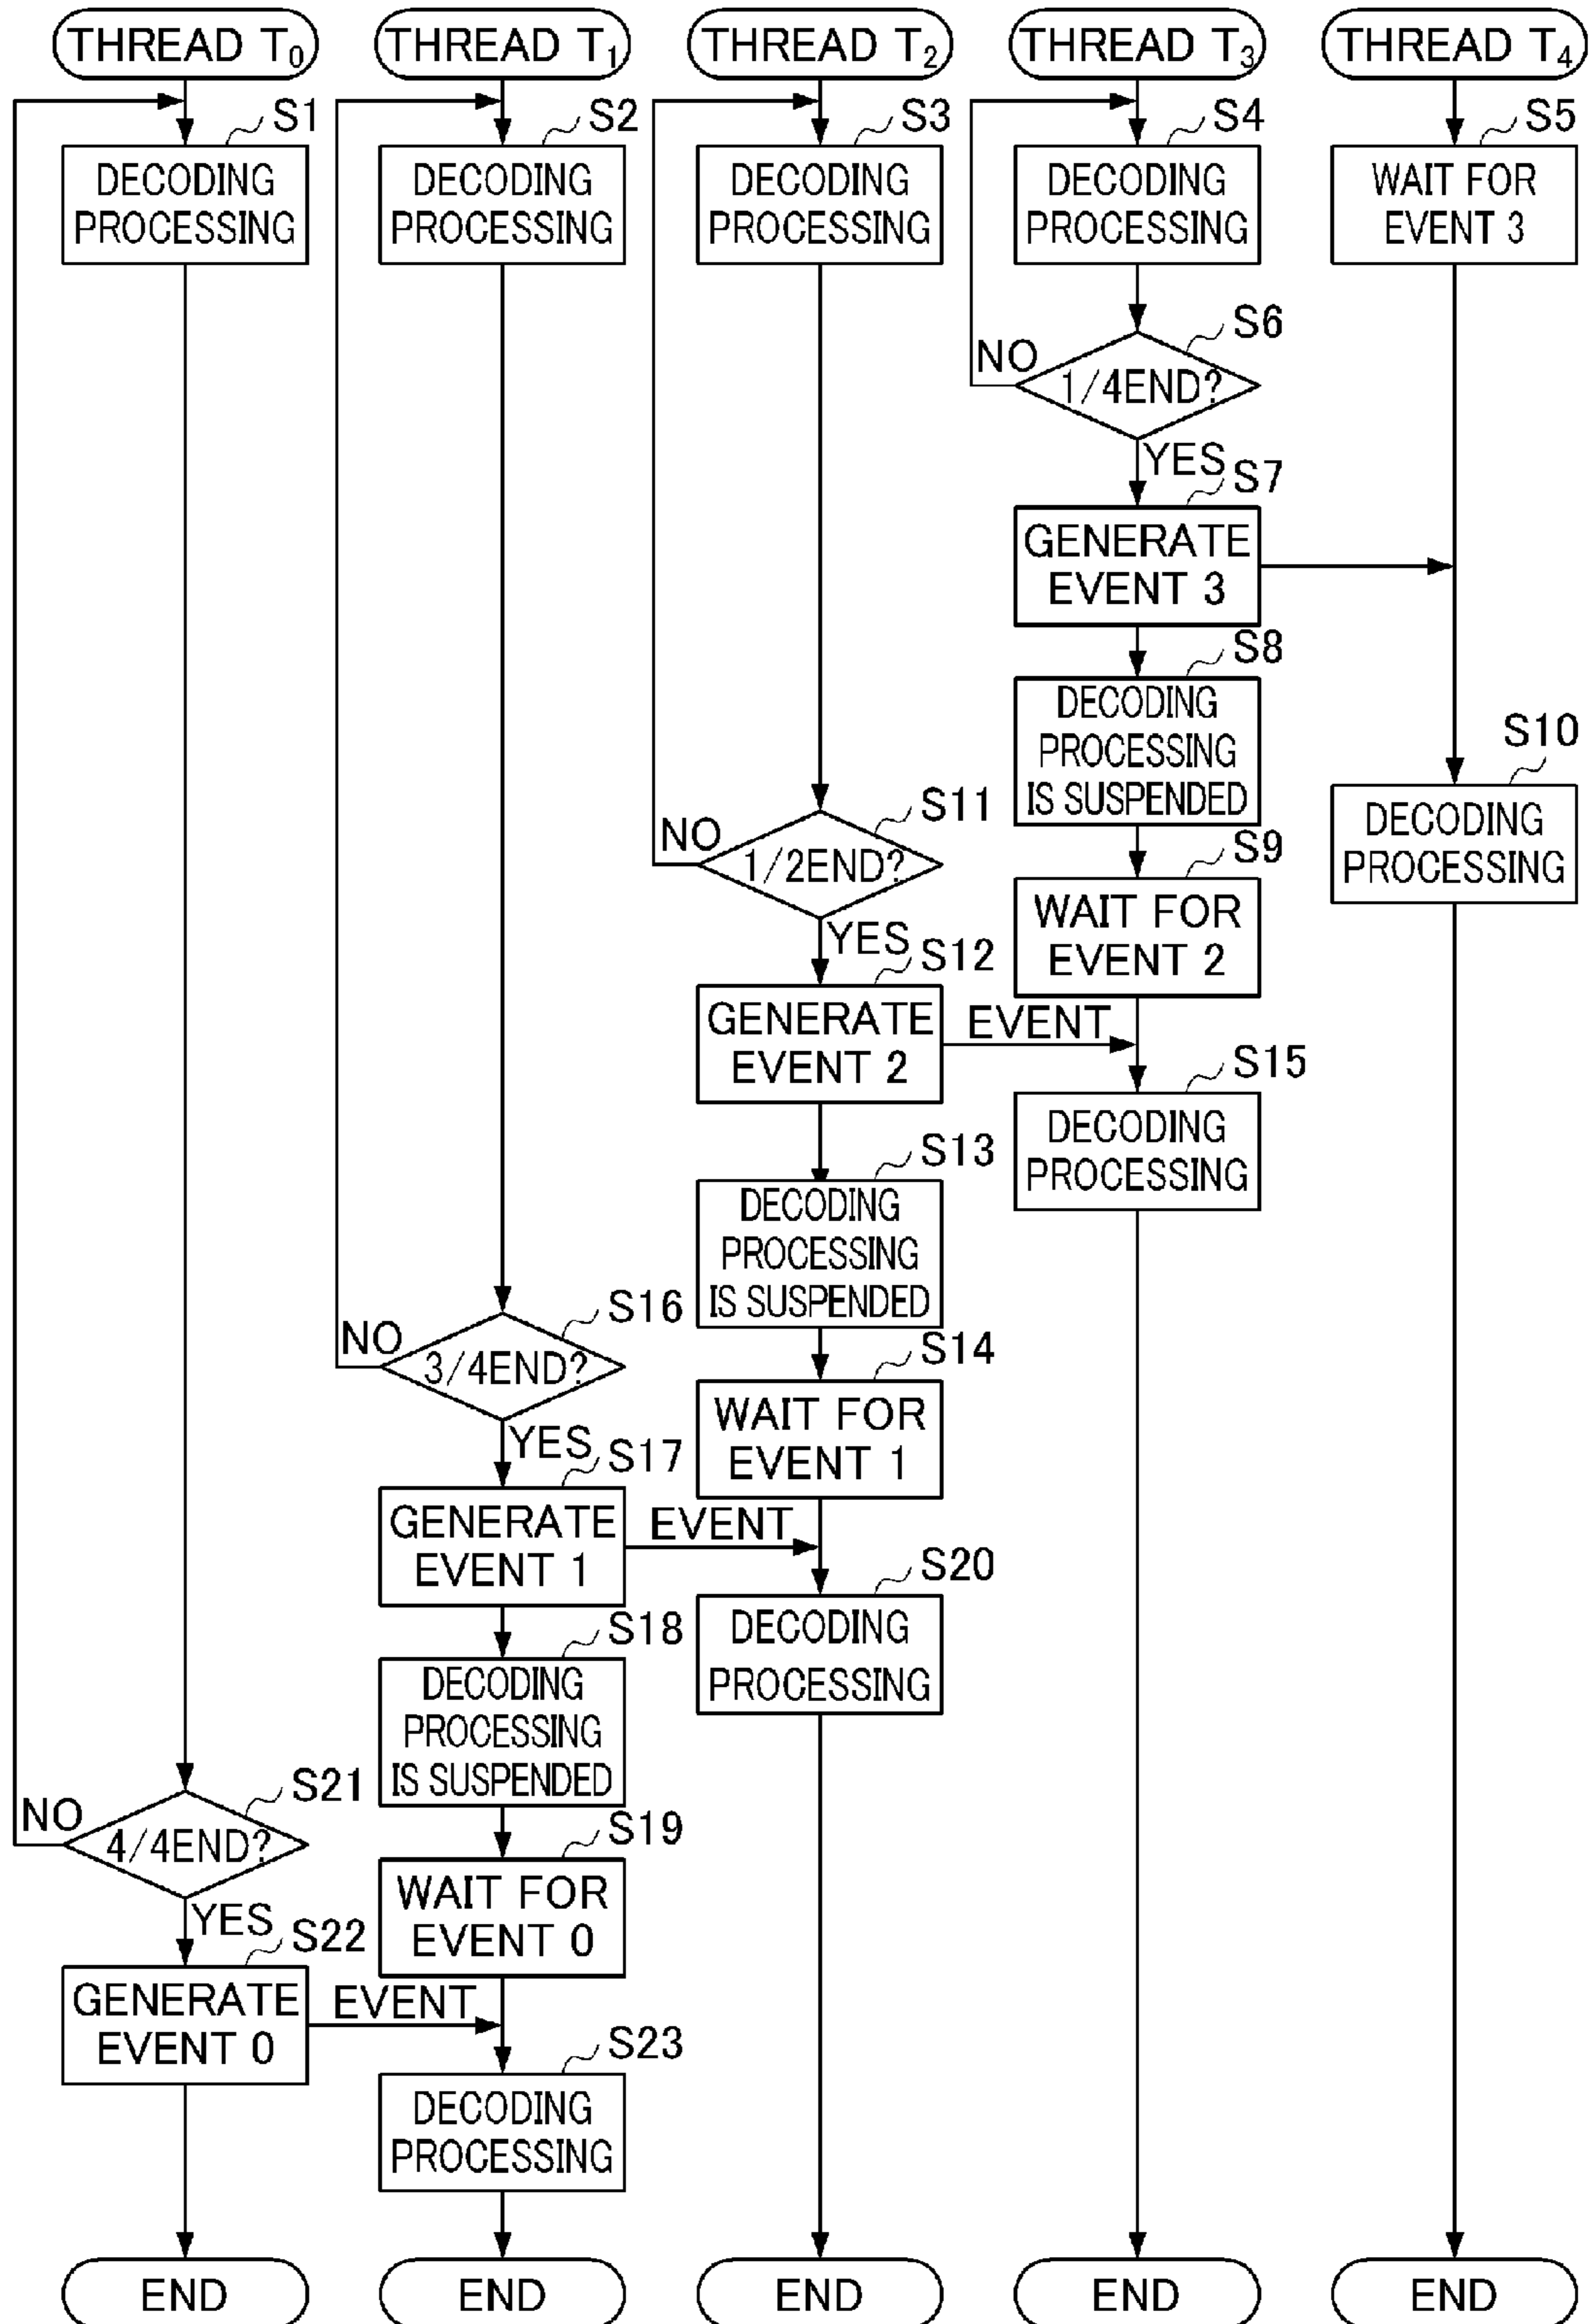 THREAD T0
THREAD T1
THREAD T2
THREAD T3
THREAD T4
S1
S2
S3
S4
S5
DECODING
PROCESSING
DECODING
PROCESSING
DECODING
PROCESSING
DECODING
PROCESSING
WAIT FOR
EVENT 3
S6
NO
1/4END?
YES
S7
GENERATE
EVENT 3
S8
DECODING
PROCESSING
IS SUSPENDED
S10
DECODING
PROCESSING
S11
NO
1/2END?
YES
S9
WAIT FOR
EVENT 2
S12
GENERATE
EVENT 2
EVENT
S15
DECODING
PROCESSING
S13
DECODING
PROCESSING
IS SUSPENDED
S16
NO
3/4END?
YES
S14
WAIT FOR
EVENT 1
S17
GENERATE
EVENT 1
EVENT
S20
DECODING
PROCESSING
S18
DECODING
PROCESSING
IS SUSPENDED
S21
NO
4/4END?
YES
S19
WAIT FOR
EVENT 0
S22
GENERATE
EVENT 0
EVENT
S23
DECODING
PROCESSING
END
END
END
END
END